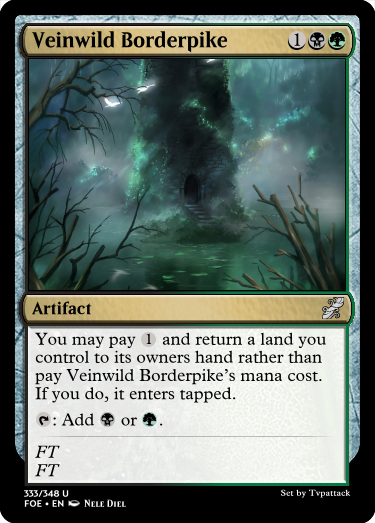 Veinwild Borderpike 1
Artifact
You may pay 1 and return a land you
control to its owners hand rather than
pay Veinwild Borderpike's mana cost.
If you do, it enters tapped.
: Add or .
FT
FT
333/348 U
FOE • EN Nele Diel
Set by Tvpattack